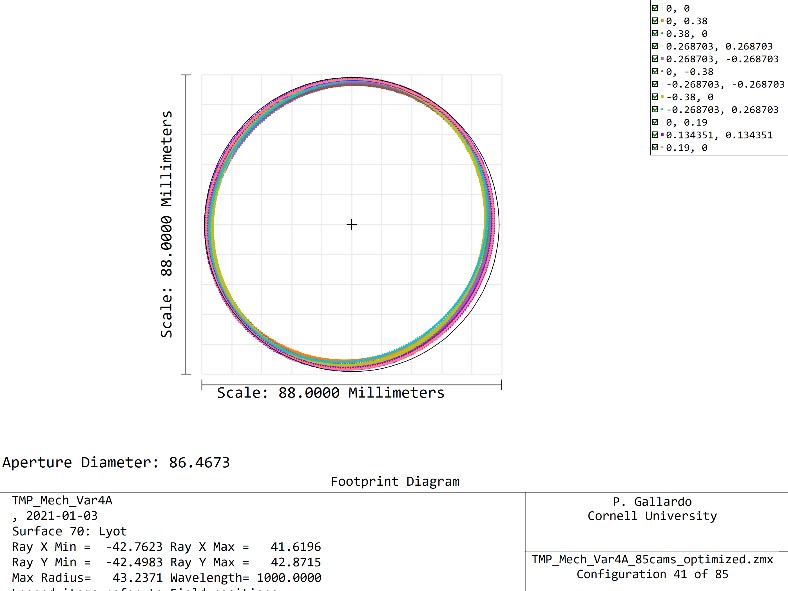 0, 0
0, 0.38
0.38, 0
0.268703, 0.268703
0.268703, -0.268703
0, -0.38
-0.268703, -0.268703
-0.38, 0
-0.268703, 0.268703
0, 0.19
0.134351, 0.134351
0.19, 0
Scale: 88.0000 Millimeters
Scale: 88.0000 Millimeters
Aperture Diameter: 86.4673
Footprint Diagram
TMP_Mech_Var4A
, 2021-01-03
Surface 70: Lyot
Ray X Min = -42.7623 Ray X Max = 41.6196
Ray Y Min = -42.4983 Ray Y Max = 42.8715
Max Radius= 43.2371 Wavelength= 1000.0000
P. Gallardo
Cornell University
TMP_Mech_Var4A_85cams_optimized.zmx
Configuration 41 of 85